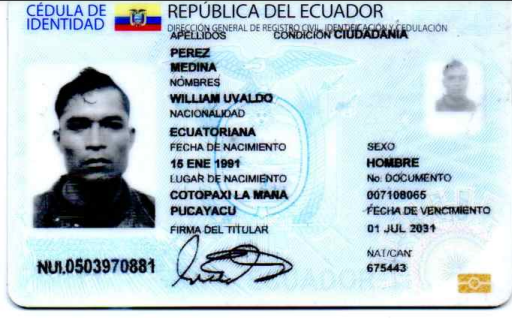 CÉDULA DE IDENTIDAD
REPÚBLICA DEL ECUADOR
DIRECCIÓN GENERAL DE REGISTRO CIVIL, IDENTIFICACIÓN Y CEDULACIÓN
APELLIDOS
CONDICIÓN CIUDADANÍA
PEREZ
MEDINA
NOMBRES
WILLIAM UVALDO
NACIONALIDAD
ECUATORIANA
FECHA DE NACIMIENTO
SEXO
15 ENE 1991
HOMBRE
LUGAR DE NACIMIENTO
No. DOCUMENTO
COTOPAXI LA MANA
007108065
PUCAYACU
FECHA DE VENCIMIENTO
FIRMA DEL TITULAR
01 JUL 2031
NAT/CAN
NUI.0503970881
675443